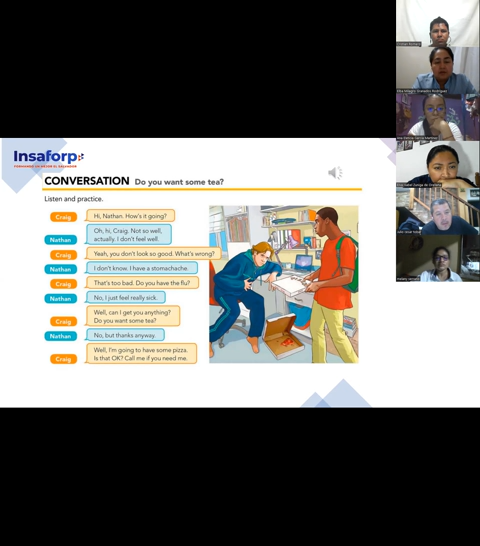 Insaforp
CONVERSATION Do you want some tea?
Listen and practice.
Craig
Hi, Nathan. How's it going?
Nathan
Oh, hi, Craig. Not so well,
actually. I don't feel well.
Craig
Yeah, you don't look so good. What's wrong?
Nathan
I don't know. I have a stomachache.
Craig
That's too bad. Do you have the flu?
Nathan
No, I just feel really sick.
Craig
Well, can I get you anything?
Do you want some tea?
Nathan
No, but thanks anyway.
Craig
Well, I'm going to have some pizza.
Is that OK? Call me if you need me.